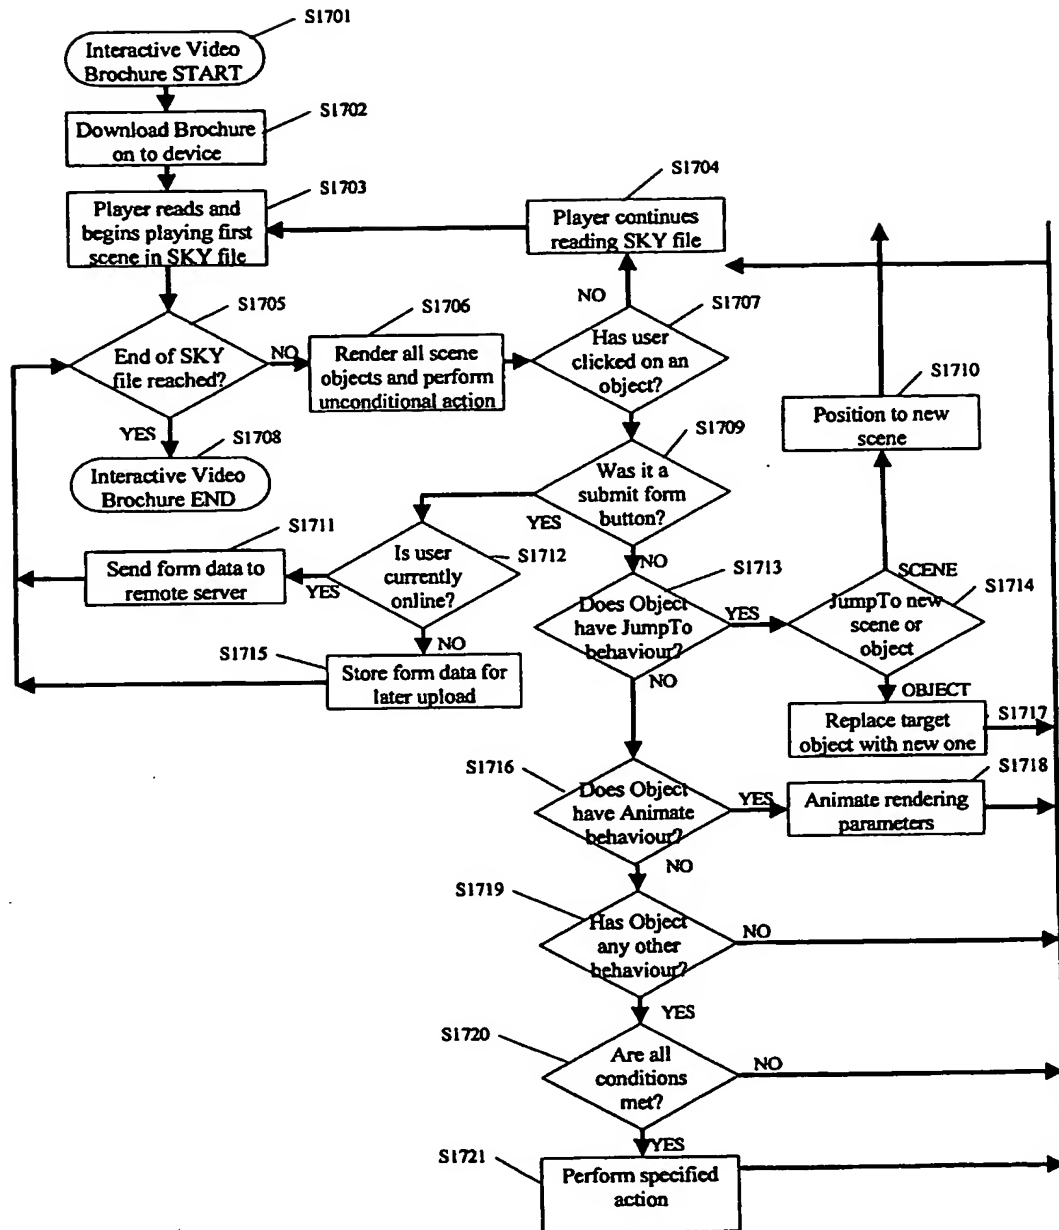 S1701
Interactive Video
Brochure START
S1702
Download Brochure
on to device
S1703
Player reads and
begins playing first
scene in SKY file
S1704
Player continues
reading SKY file
S1705
End of SKY
file reached?
NO
YES
S1706
Render all scene
objects and perform
unconditional action
NO
S1707
Has user
clicked on an
object?
S1708
Interactive Video
Brochure END
S1709
Was it a
submit form
button?
YES
NO
S1710
Position to new
scene
S1711
Send form data to
remote server
S1712
Is user
currently
online?
YES
NO
S1713
Does Object
have JumpTo
behaviour?
YES
NO
SCENE
S1714
JumpTo new
scene or
object
OBJECT
S1715
Store form data for
later upload
S1717
Replace target
object with new one
S1716
Does Object
have Animate
behaviour?
YES
NO
S1718
Animate rendering
parameters
S1719
Has Object
any other
behaviour?
NO
YES
S1720
Are all
conditions
met?
NO
YES
S1721
Perform specified
action